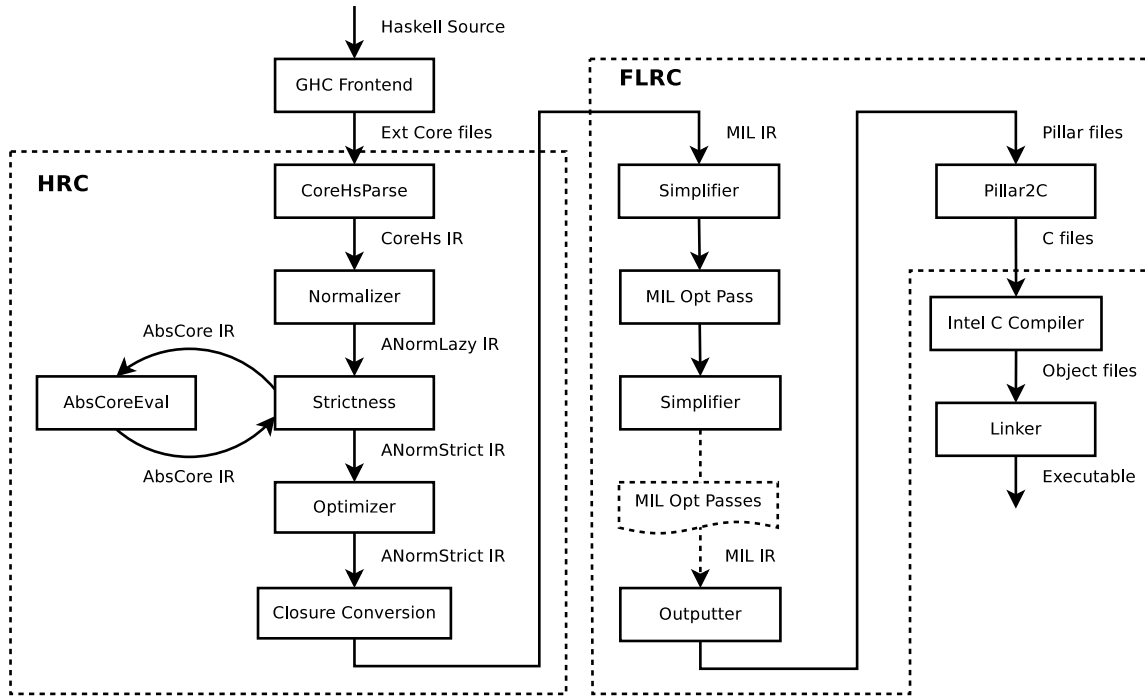 Haskell Source
GHC Frontend
Ext Core files
HRC
CoreHsParse
CoreHs IR
Normalizer
ANormLazy IR
AbsCore IR
AbsCoreEval
Strictness
AbsCore IR
ANormStrict IR
Optimizer
ANormStrict IR
Closure Conversion
FLRC
MIL IR
Simplifier
MIL Opt Pass
Simplifier
MIL Opt Passes
MIL IR
Outputter
Pillar files
Pillar2C
C files
Intel C Compiler
Object files
Linker
Executable